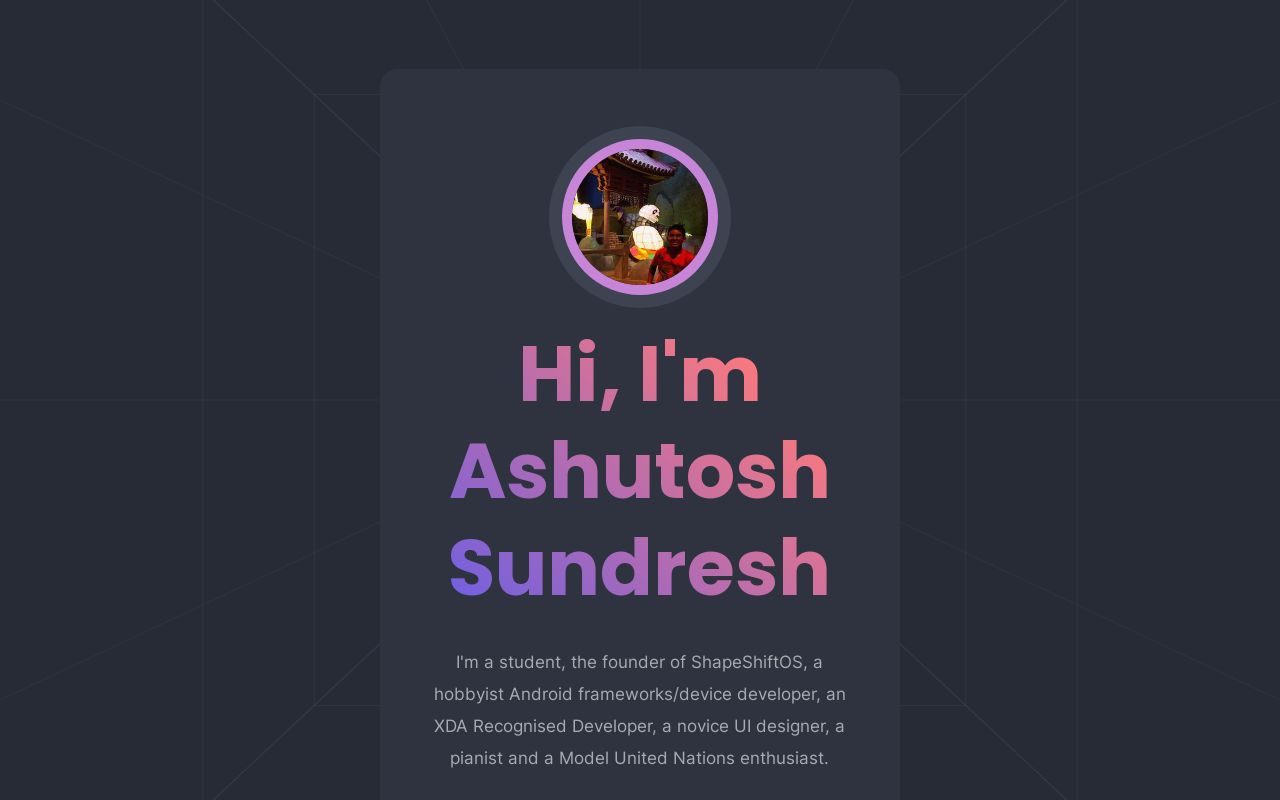 Hi, I'm
Ashutosh
Sundresh
I'm a student, the founder of ShapeShiftOS, a
hobbyist Android frameworks/device developer, an
XDA Recognised Developer, a novice UI designer, a
pianist and a Model United Nations enthusiast.